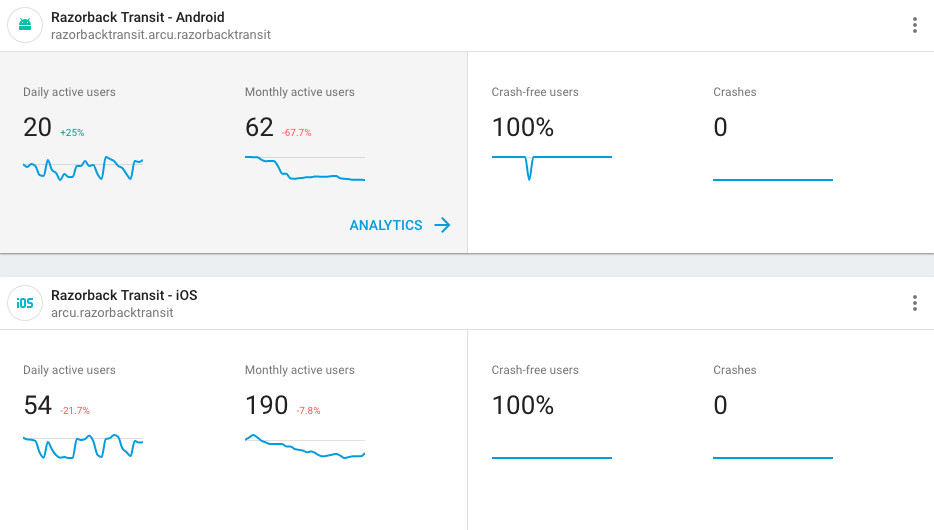 Razorback Transit - Android
razorbacktransit.arcu.razorbacktransit
Daily active users
Monthly active users
Crash-free users
Crashes
20 +25%
62 -67.7%
100%
0
ANALYTICS
iOS
Razorback Transit - iOS
arcu.razorbacktransit
Daily active users
Monthly active users
Crash-free users
Crashes
54 -21.7%
190 -7.8%
100%
0